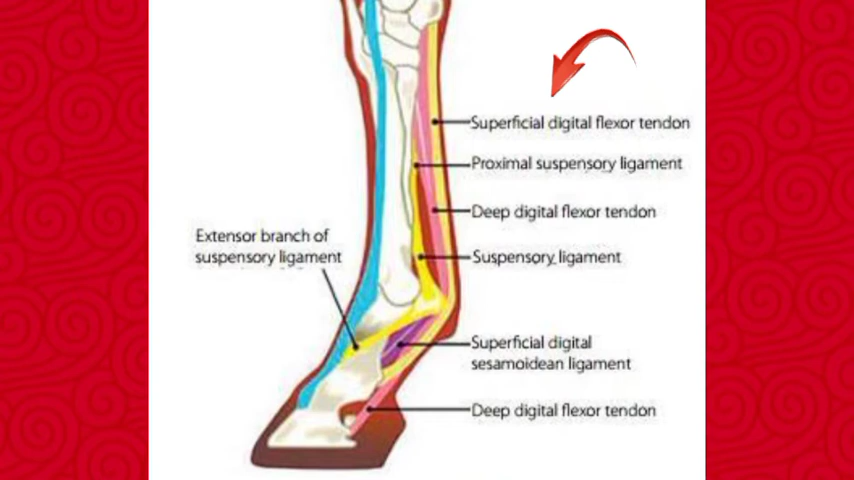 Superficial digital flexor tendon
Proximal suspensory ligament
Deep digital flexor tendon
Extensor branch of
suspensory ligament
Suspensory ligament
Superficial digital
sesamoidean ligament
Deep digital flexor tendon